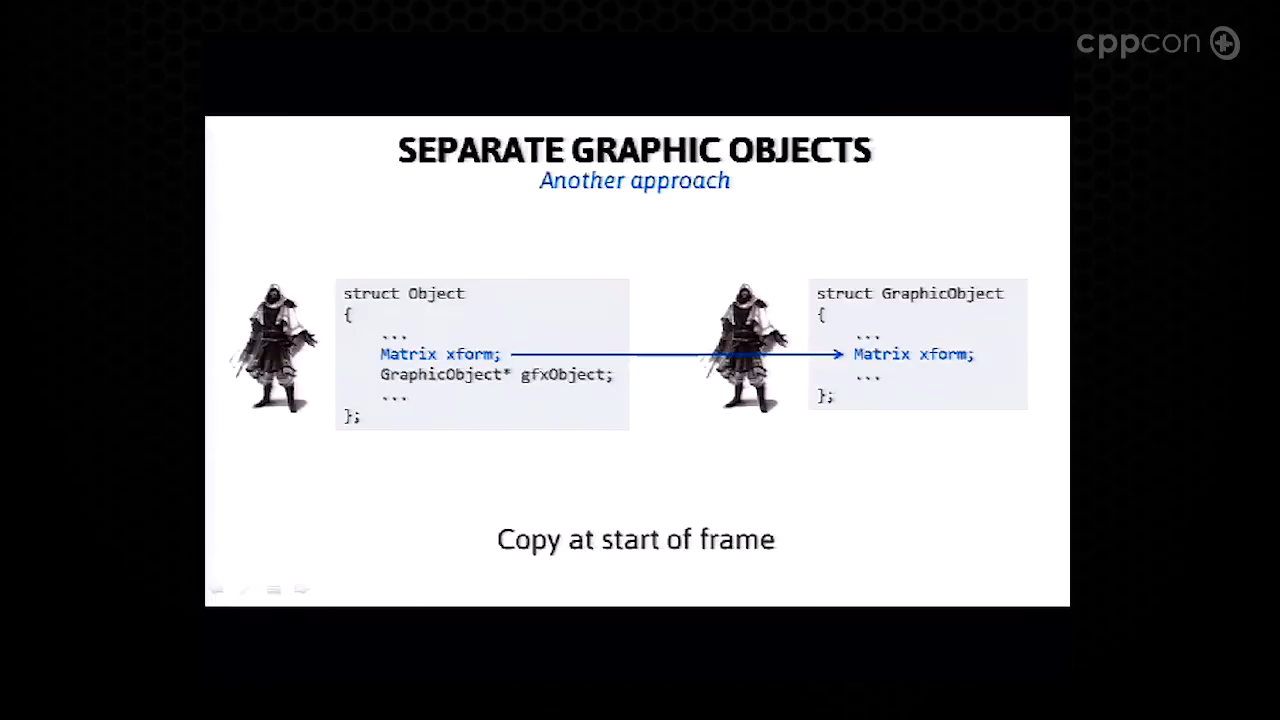 cppcon
SEPARATE GRAPHIC OBJECTS
Another approach
struct Object
{
...
Matrix xform;
GraphicObject* gfxObject;
...
};
struct GraphicObject
{
...
Matrix xform;
...
};
Copy at start of frame